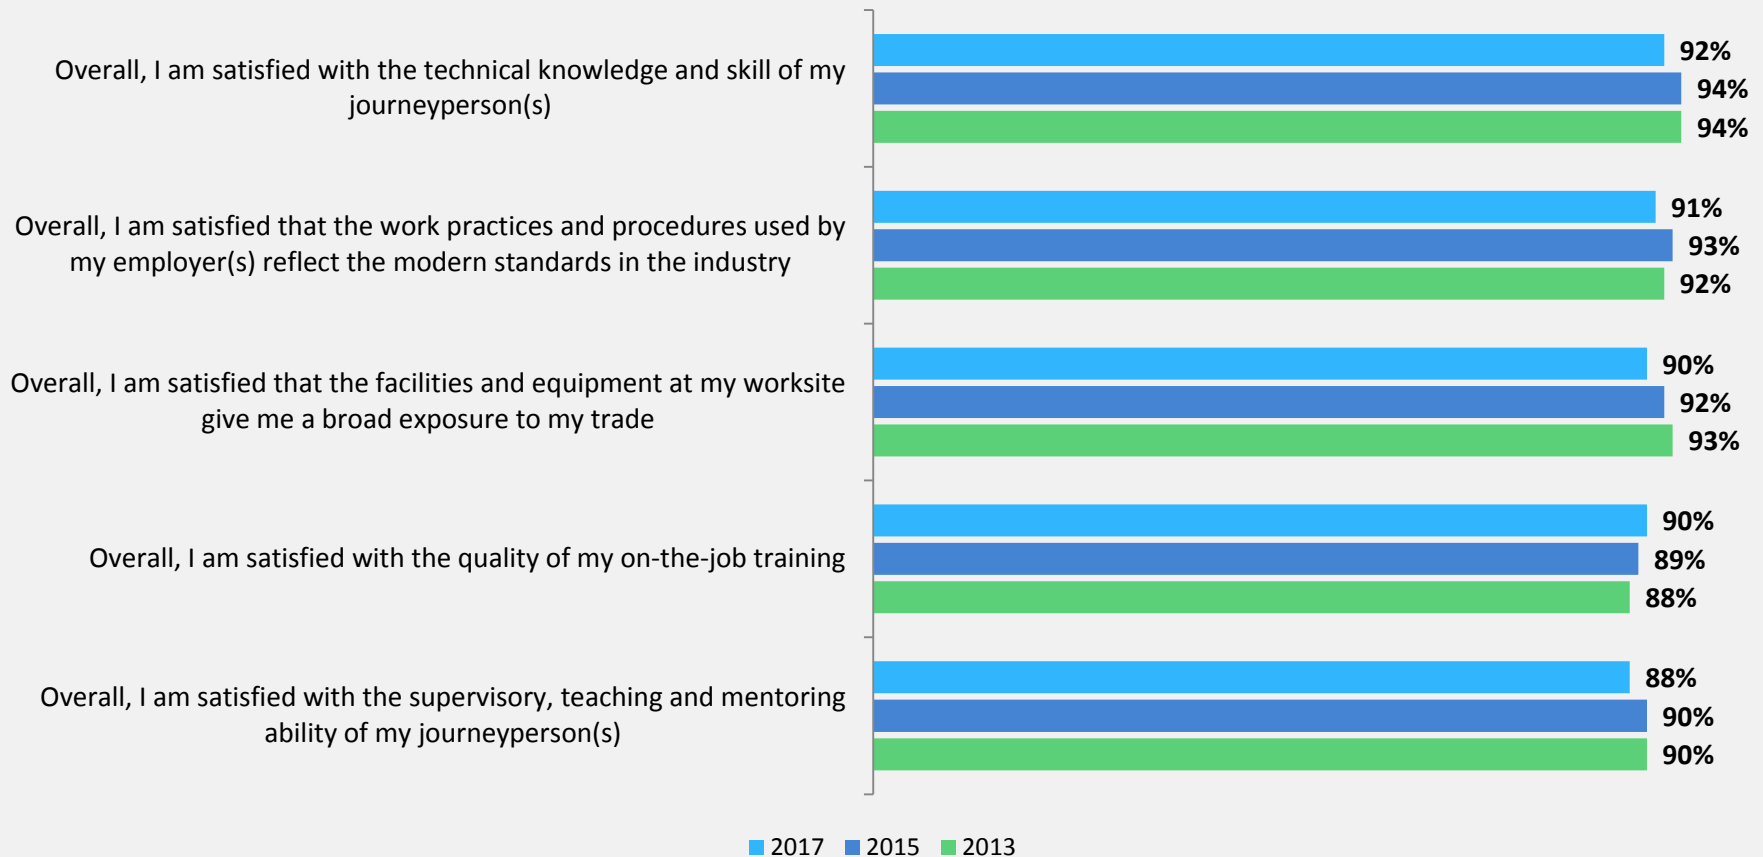 Overall, I am satisfied with the technical knowledge and skill of my
journeyperson(s)
92%
94%
94%
Overall, I am satisfied that the work practices and procedures used by
my employer(s) reflect the modern standards in the industry
91%
93%
92%
Overall, I am satisfied that the facilities and equipment at my worksite
give me a broad exposure to my trade
90%
92%
93%
Overall, I am satisfied with the quality of my on-the-job training
90%
89%
88%
Overall, I am satisfied with the supervisory, teaching and mentoring
ability of my journeyperson(s)
88%
90%
90%
2017 2015 2013